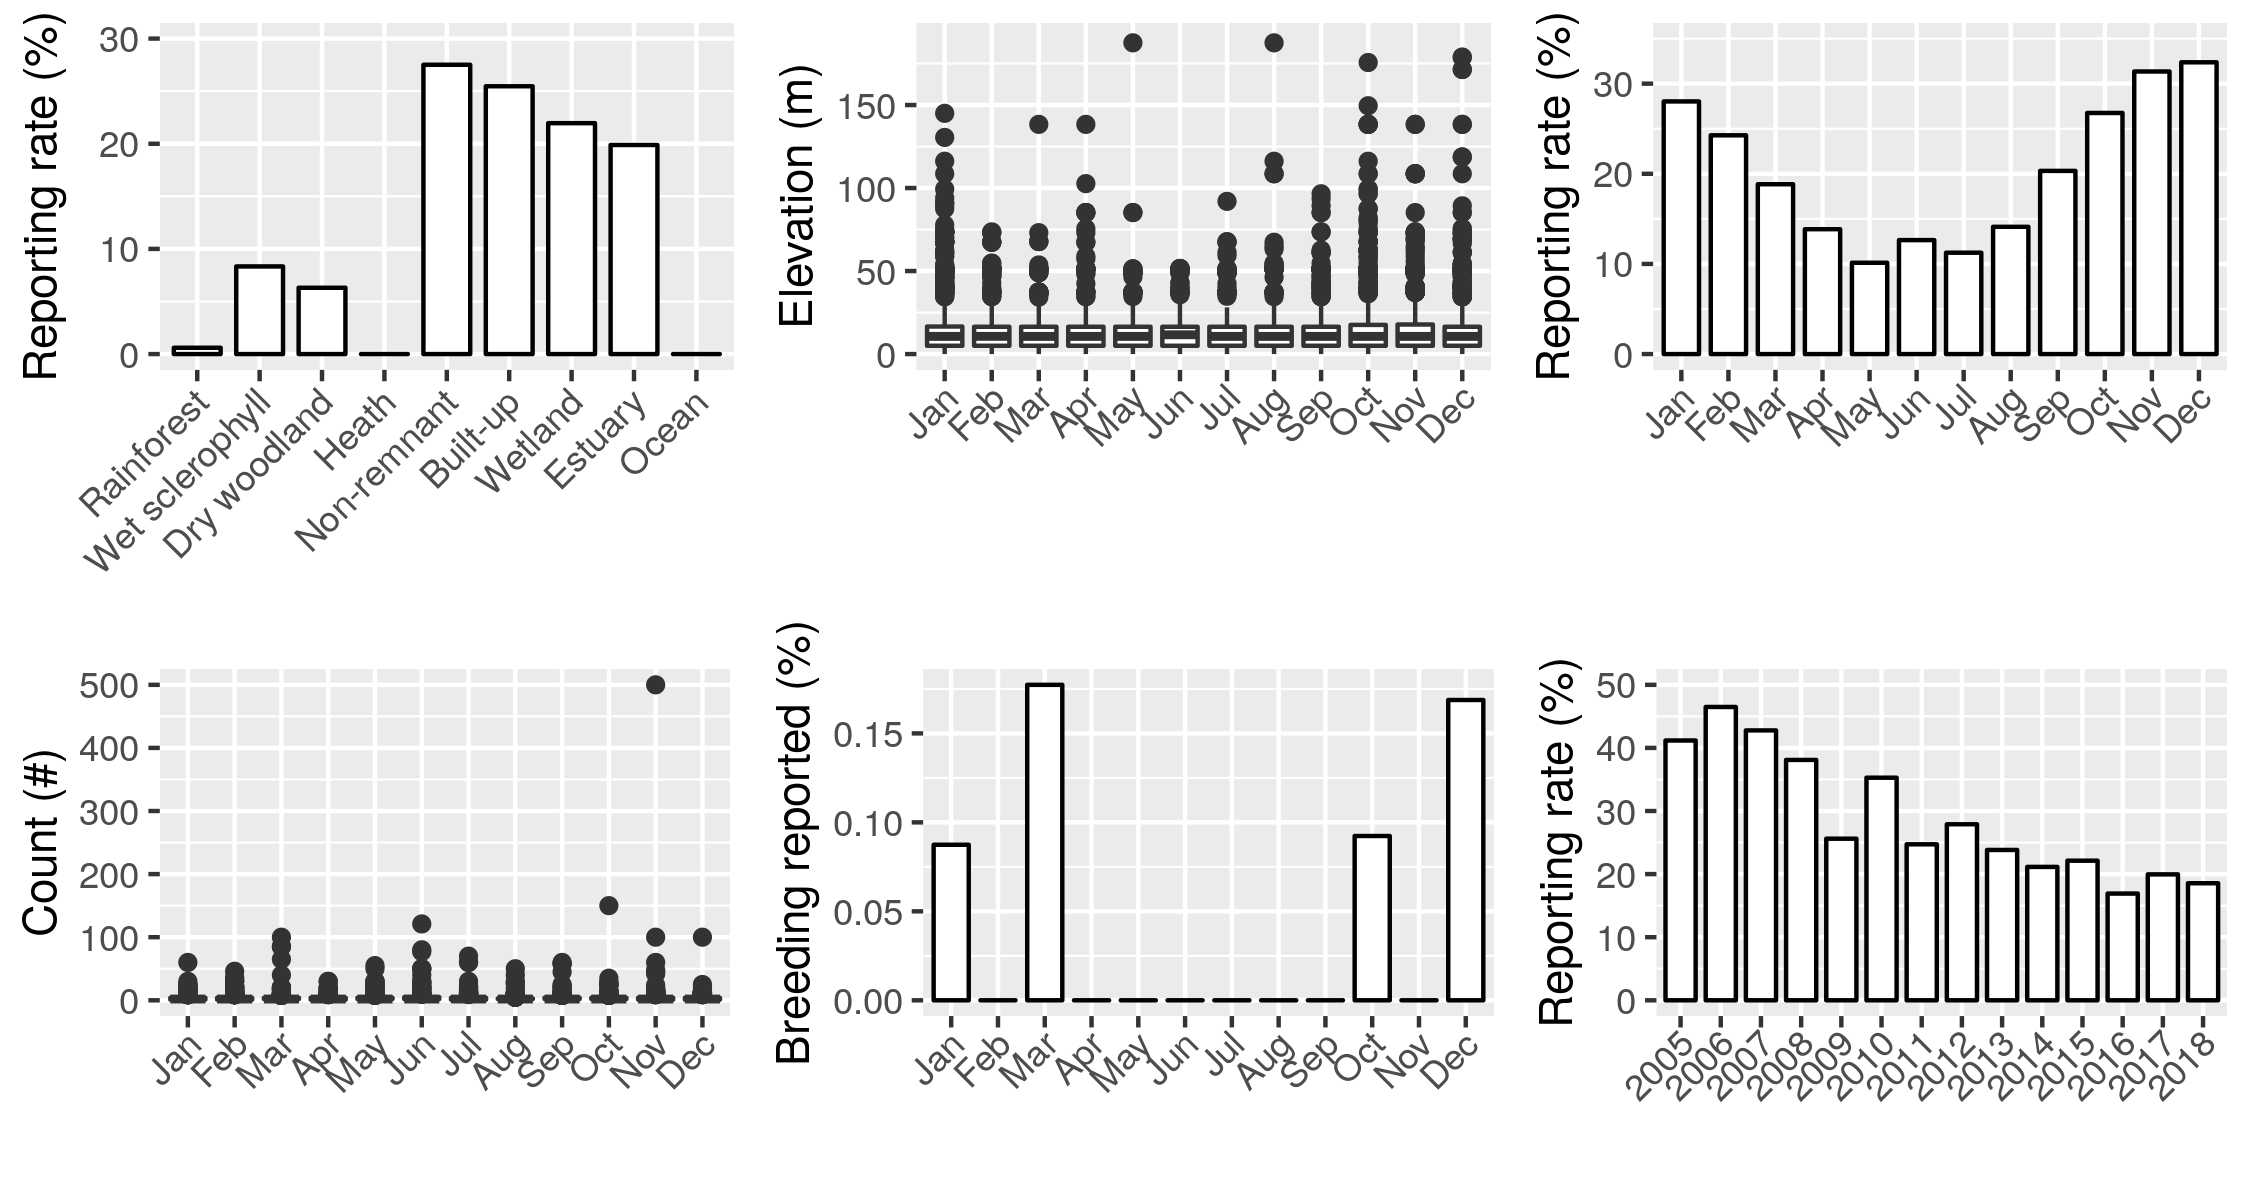 Reporting rate (%)
30
20
10
0
Rainforest
Wet sclerophyll
Dry woodland
Heath
Non-remnant
Built-up
Wetland
Estuary
Ocean
Elevation (m)
150
100
50
0
Jan
Feb
Mar
Apr
May
Jun
Jul
Aug
Sep
Oct
Nov
Dec
Reporting rate (%)
30
20
10
0
Jan
Feb
Mar
Apr
May
Jun
Jul
Aug
Sep
Oct
Nov
Dec
Count (#)
500
400
300
200
100
0
Jan
Feb
Mar
Apr
May
Jun
Jul
Aug
Sep
Oct
Nov
Dec
Breeding reported (%)
0.15
0.10
0.05
0.00
Jan
Feb
Mar
Apr
May
Jun
Jul
Aug
Sep
Oct
Nov
Dec
Reporting rate (%)
50
40
30
20
10
0
2005
2006
2007
2008
2009
2010
2011
2012
2013
2014
2015
2016
2017
2018